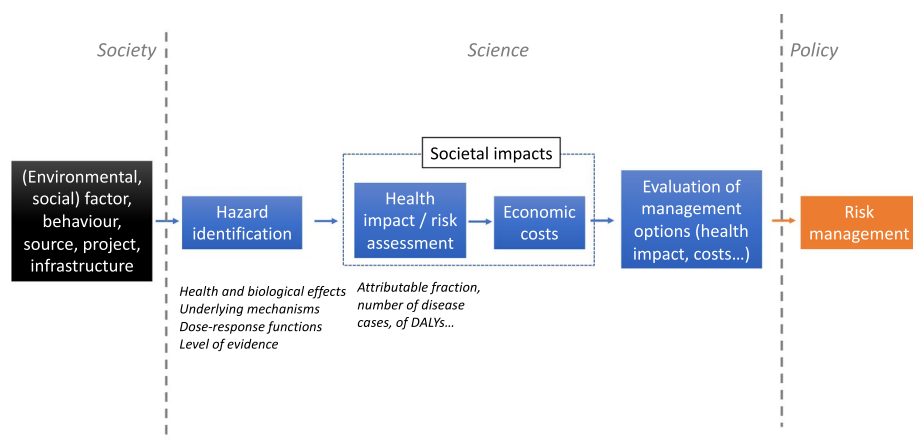 Society
Science
Policy
Societal impacts
(Environmental,
social) factor,
behaviour,
source, project,
infrastructure
Hazard
identification
Health
impact / risk
assessment
Economic
costs
Evaluation of
management
options (health
impact, costs…)
Risk
management
Health and biological effects
Underlying mechanisms
Dose-response functions
Level of evidence
Attributable fraction,
number of disease
cases, of DALYs…